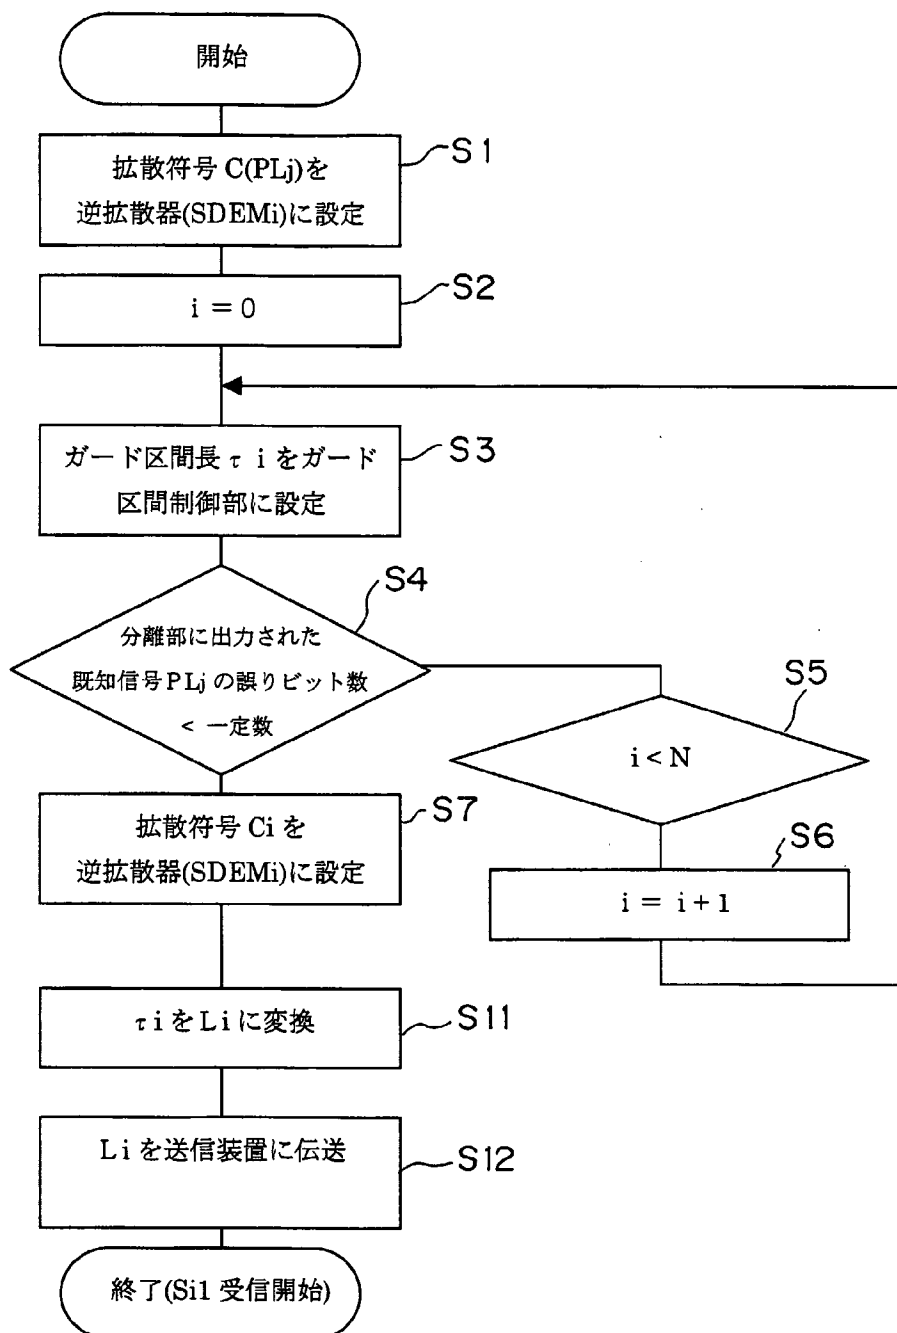 開始
拡散符号 C(PLj)を
逆拡散器(SDEMi)に設定
S1
i = 0
S2
ガード区間長 τ i をガード
区間制御部に設定
S3
分離部に出力された
既知信号PLj の誤りビット数
< 一定数
S4
i < N
S5
i = i + 1
S6
拡散符号 Ci を
逆拡散器(SDEMi)に設定
S7
τ i を L i に変換
S11
L i を送信装置に伝送
S12
終了(Si1 受信開始)